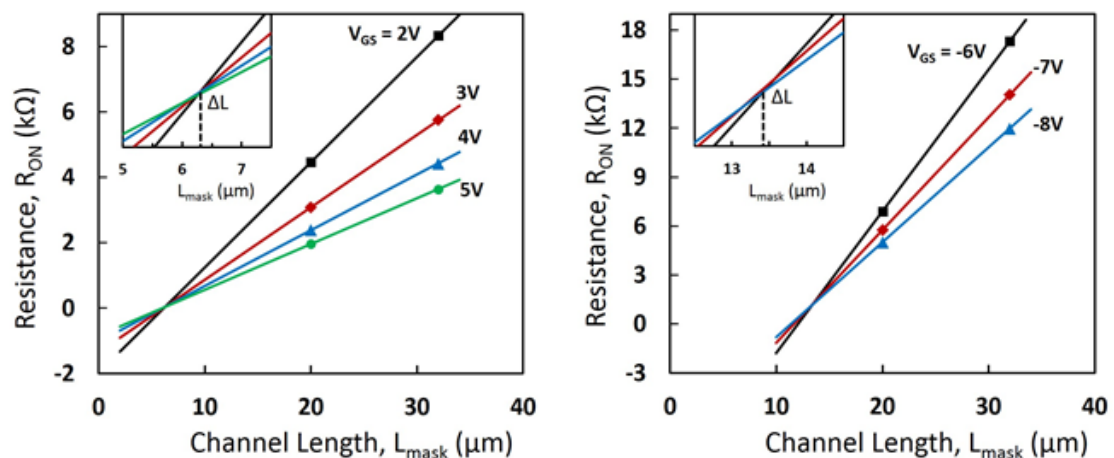 Resistance, R_ON (kΩ)
8
6
4
2
0
-2
0
10
20
30
40
Channel Length, L_mask (μm)
V_GS = 2V
3V
4V
5V
ΔL
5
6
7
L_mask (μm)
Resistance, R_ON (kΩ)
18
15
12
9
6
3
0
-3
0
10
20
30
40
Channel Length, L_mask (μm)
V_GS = -6V
-7V
-8V
ΔL
13
14
L_mask (μm)